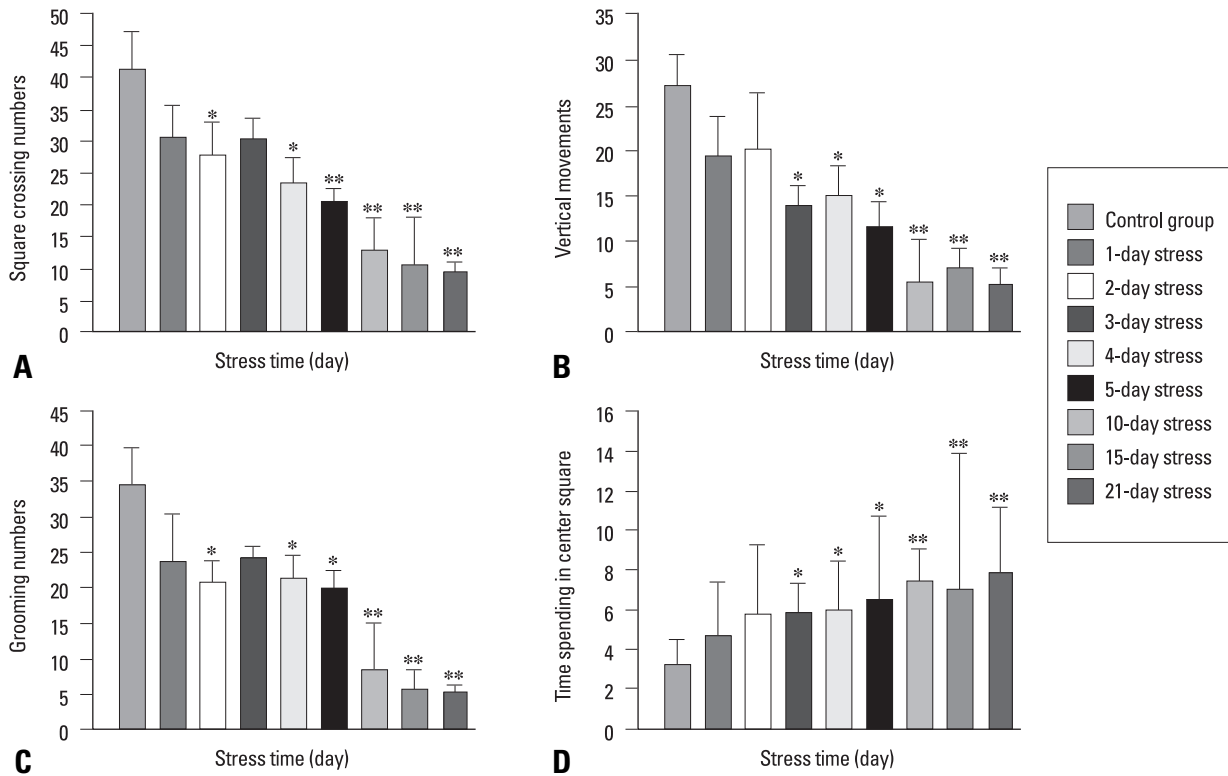 50
45
40
35
30
25
20
15
10
5
0
Square crossing numbers
*
*
**
**
**
**
Stress time (day)
A
35
30
25
20
15
10
5
0
Vertical movements
*
*
*
**
**
**
Stress time (day)
B
45
40
35
30
25
20
15
10
5
0
Grooming numbers
*
*
*
**
**
**
Stress time (day)
C
16
14
12
10
8
6
4
2
0
Time spending in center square
*
*
*
**
**
**
Stress time (day)
D
Control group
1-day stress
2-day stress
3-day stress
4-day stress
5-day stress
10-day stress
15-day stress
21-day stress